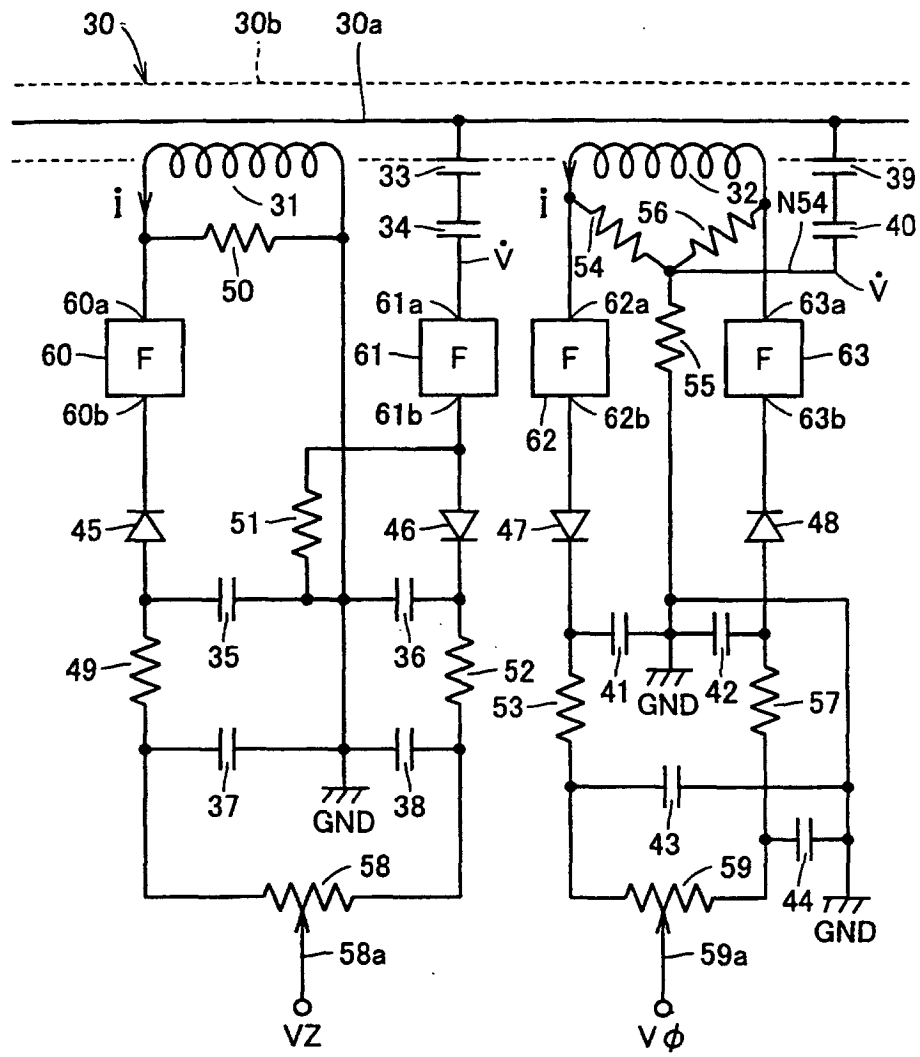 30 30b 30a
33 39
31 32 N54
i 34 i 56 40
50 V̇ 54 V̇
60a 61a 62a 63a
60 F 61 F F F 63
55
60b 61b 62 62b 63b
45 51 46 47 48
35 36
49 52 41 42
53 GND 57
37 38
GND 43
58 59 44
GND
58a 59a
VZ Vϕ